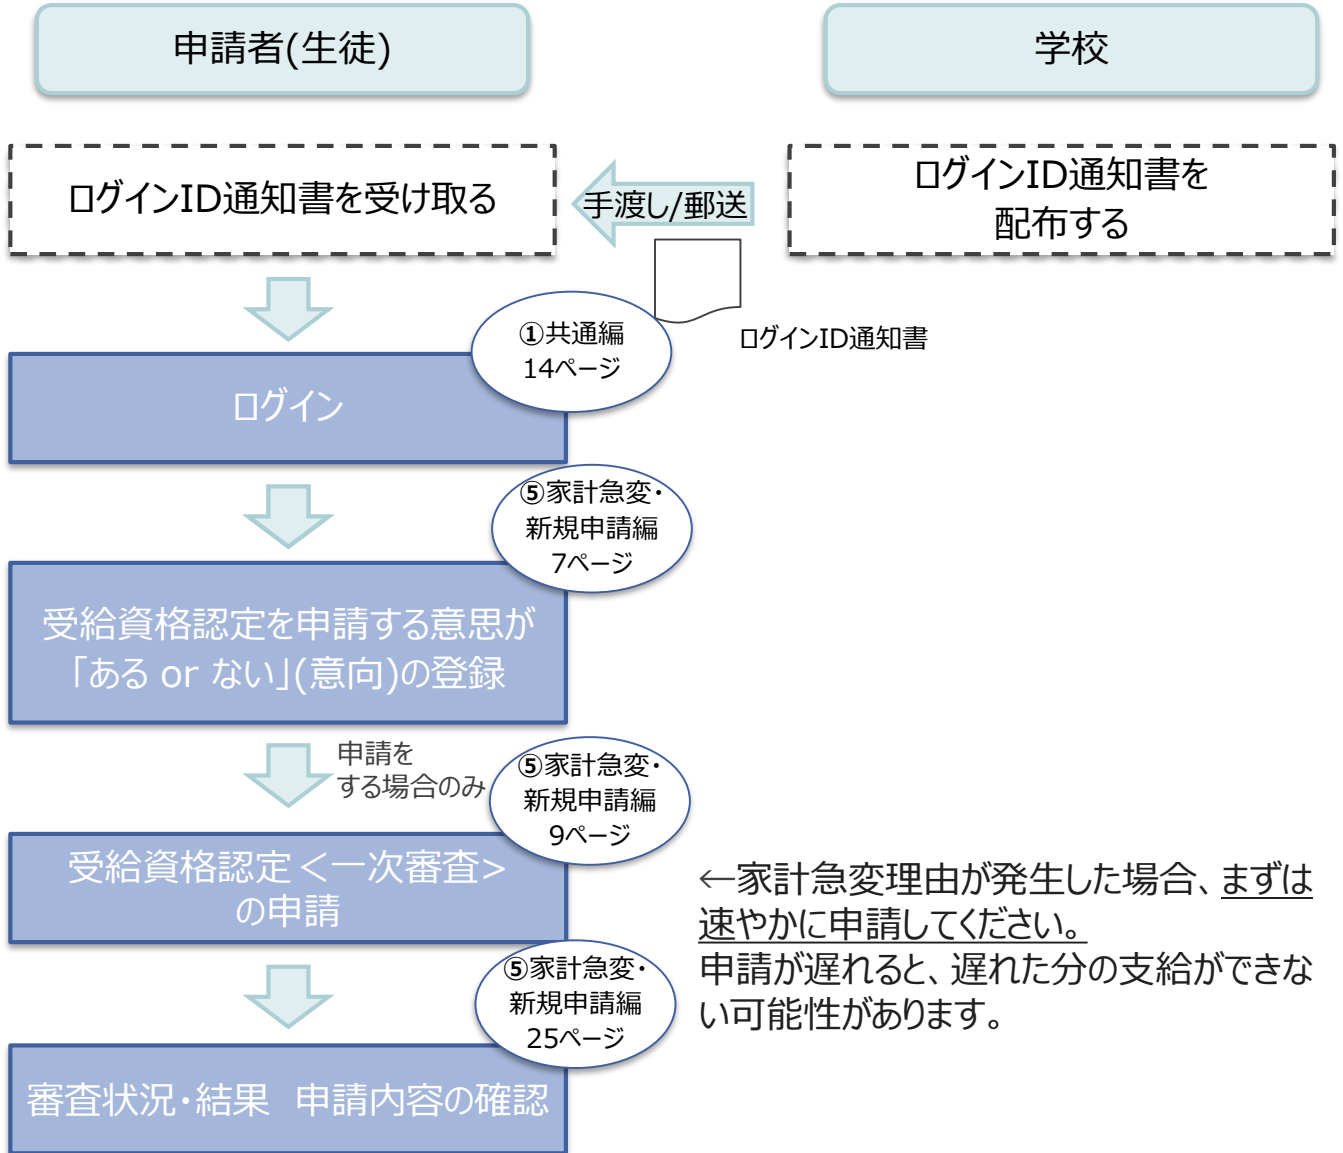 申請者(生徒)
学校
ログインID通知書を受け取る
手渡し/郵送
ログインID通知書を
配布する
ログインID通知書
①共通編
14ページ
ログイン
⑤家計急変・
新規申請編
7ページ
受給資格認定を申請する意思が
「ある or ない」(意向)の登録
申請を
する場合のみ
⑤家計急変・
新規申請編
9ページ
受給資格認定＜一次審査＞
の申請
←家計急変理由が発生した場合、まずは
速やかに申請してください。
申請が遅れると、遅れた分の支給ができな
い可能性があります。
⑤家計急変・
新規申請編
25ページ
審査状況・結果　申請内容の確認